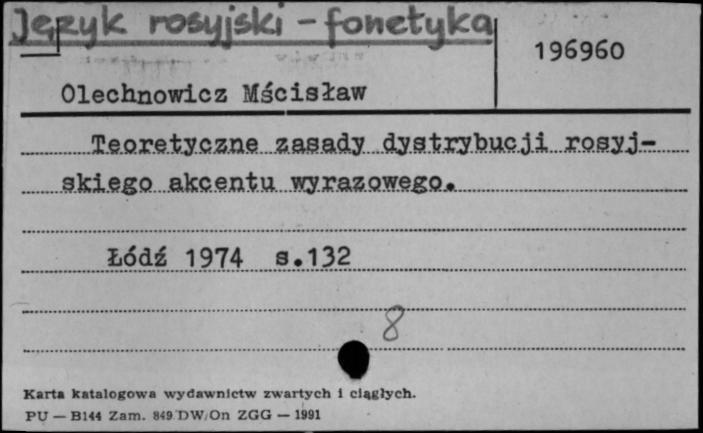 Język rosyjski - fonetyka
196960
Olechnowicz Mścisław
Teoretyczne zasady dystrybucji rosyj-
skiego akcentu wyrazowego.
Łódź 1974 s.132
8
Karta katalogowa wydawnictw zwartych i ciągłych.
PU — B144 Zam. 849 DW/On ZGG — 1991